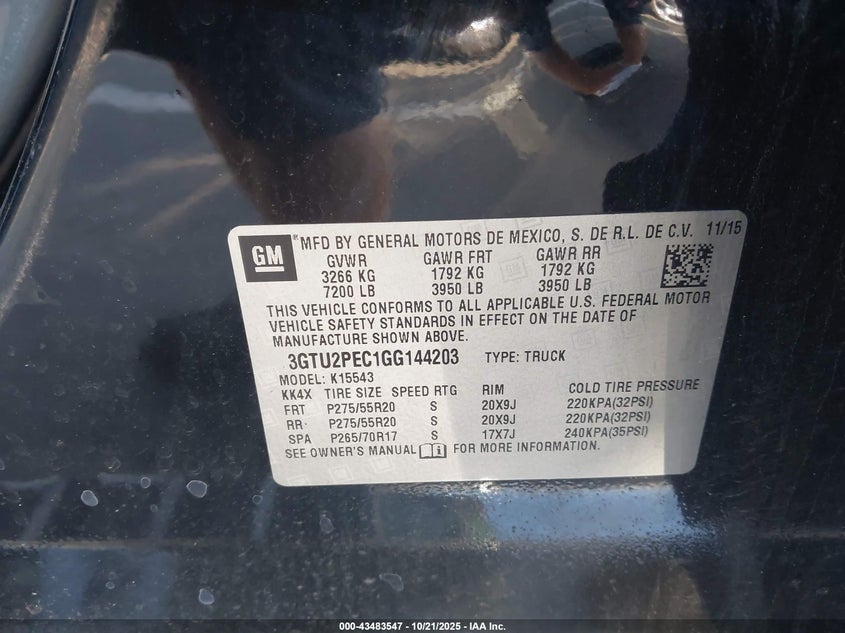 GM ® MFD BY GENERAL MOTORS DE MEXICO, S. DE R.L. DE C.V. 11/15
GVWR GAWR FRT GAWR RR
3266 KG 1792 KG 1792 KG
7200 LB 3950 LB 3950 LB
THIS VEHICLE CONFORMS TO ALL APPLICABLE U.S. FEDERAL MOTOR
VEHICLE SAFETY STANDARDS IN EFFECT ON THE DATE OF
MANUFACTURE SHOWN ABOVE.
3GTU2PEC1GG144203 TYPE: TRUCK
MODEL: K15543
KK4X TIRE SIZE SPEED RTG RIM COLD TIRE PRESSURE
FRT P275/55R20 S 20X9J 220KPA(32PSI)
RR P275/55R20 S 20X9J 220KPA(32PSI)
SPA P265/70R17 S 17X7J 240KPA(35PSI)
SEE OWNER'S MANUAL FOR MORE INFORMATION.
000-43483547 - 10/21/2025 - IAA Inc.